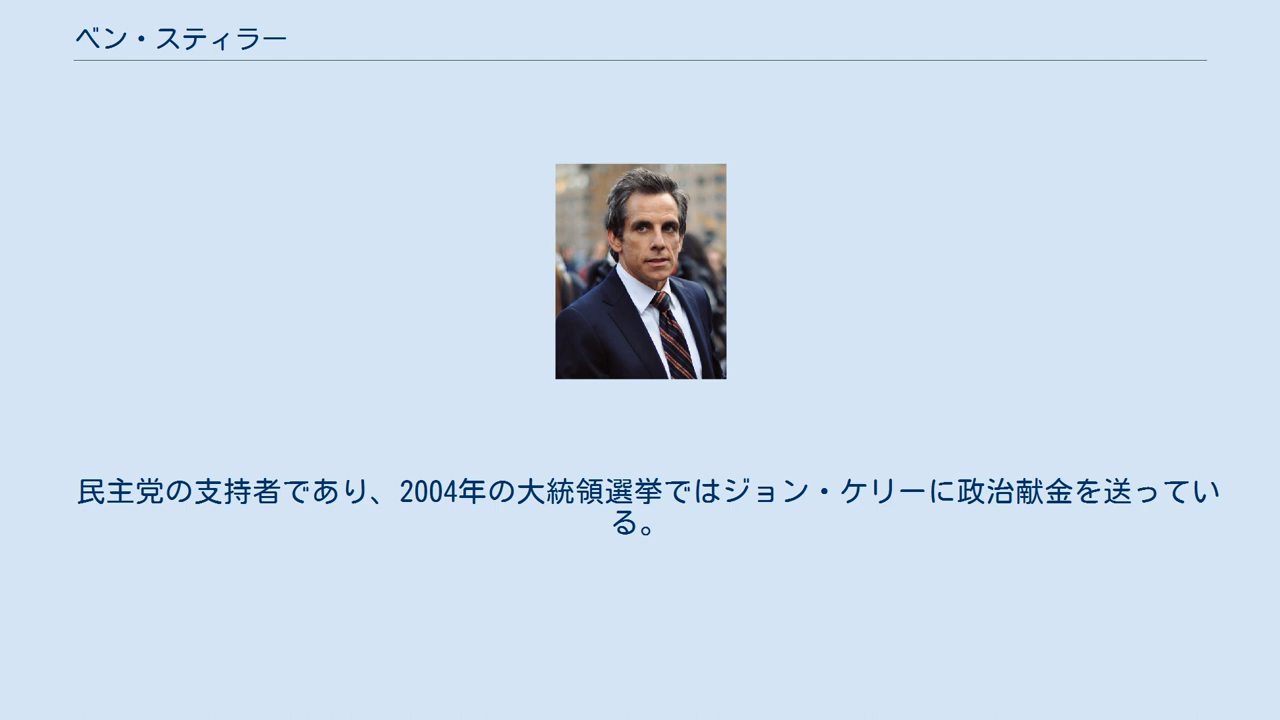 ベン・スティラー
民主党の支持者であり、2004年の大統領選挙ではジョン・ケリーに政治献金を送ってい
る。